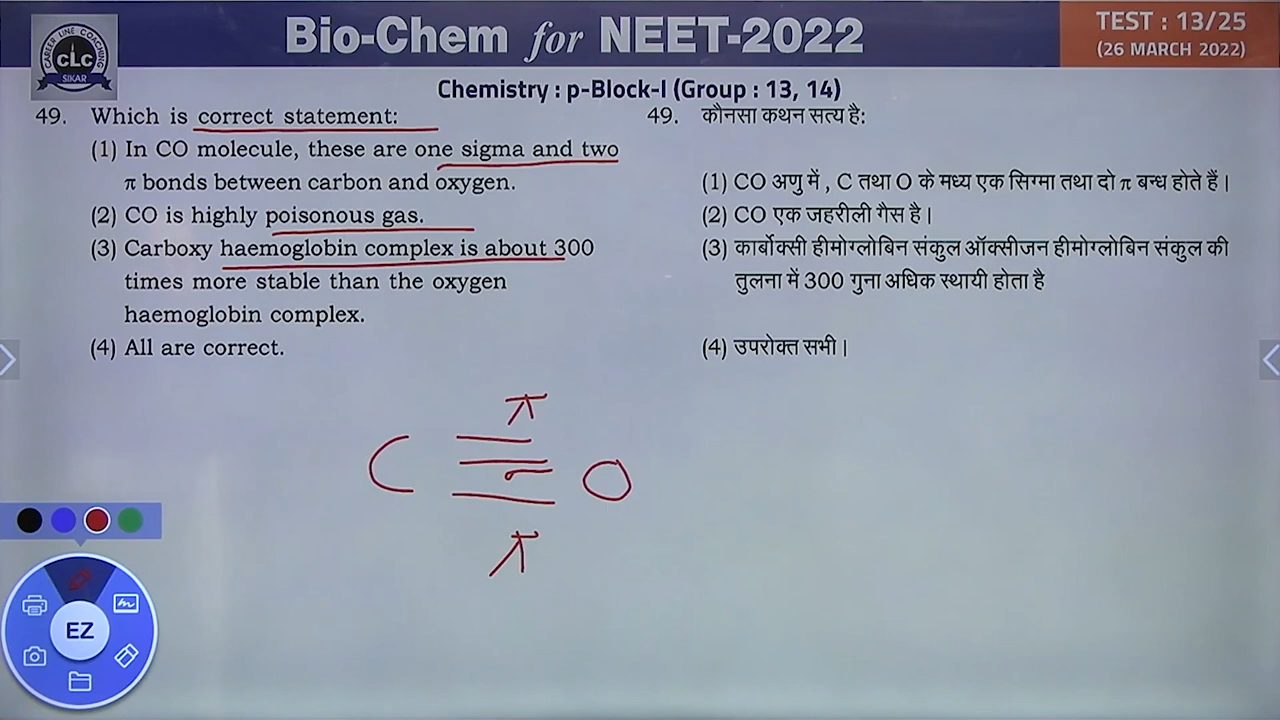 CAREER LINE COACHING
CLC
SIKAR
Bio-Chem for NEET-2022
TEST : 13/25
(26 MARCH 2022)
Chemistry : p-Block-I (Group : 13, 14)
49. Which is correct statement:
(1) In CO molecule, these are one sigma and two
π bonds between carbon and oxygen.
(2) CO is highly poisonous gas.
(3) Carboxy haemoglobin complex is about 300
times more stable than the oxygen
haemoglobin complex.
(4) All are correct.
49. कौनसा कथन सत्य है:
(1) CO अणु में , C तथा O के मध्य एक सिग्मा तथा दो π बन्ध होते हैं।
(2) CO एक जहरीली गैस है।
(3) कार्बोक्सी हीमोग्लोबिन संकुल ऑक्सीजन हीमोग्लोबिन संकुल की
तुलना में 300 गुना अधिक स्थायी होता है
(4) उपरोक्त सभी।
π
C ≡ O
σ
π
EZ